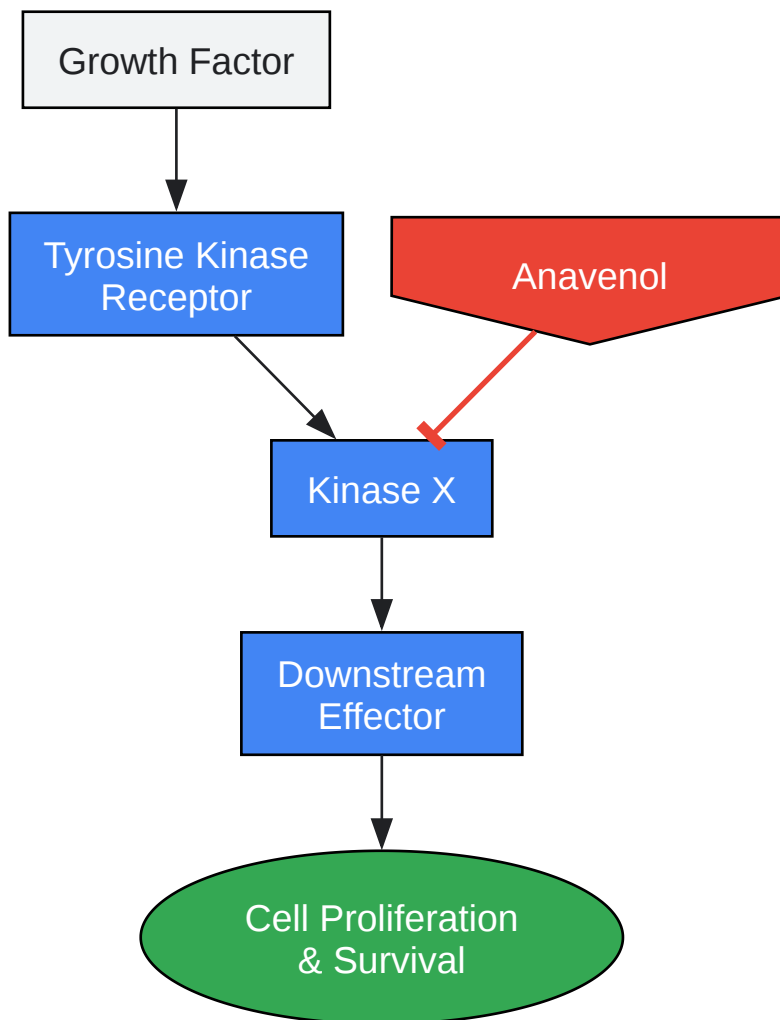 Growth Factor
Tyrosine Kinase
Receptor
Anavenol
Kinase X
Downstream
Effector
Cell Proliferation
& Survival